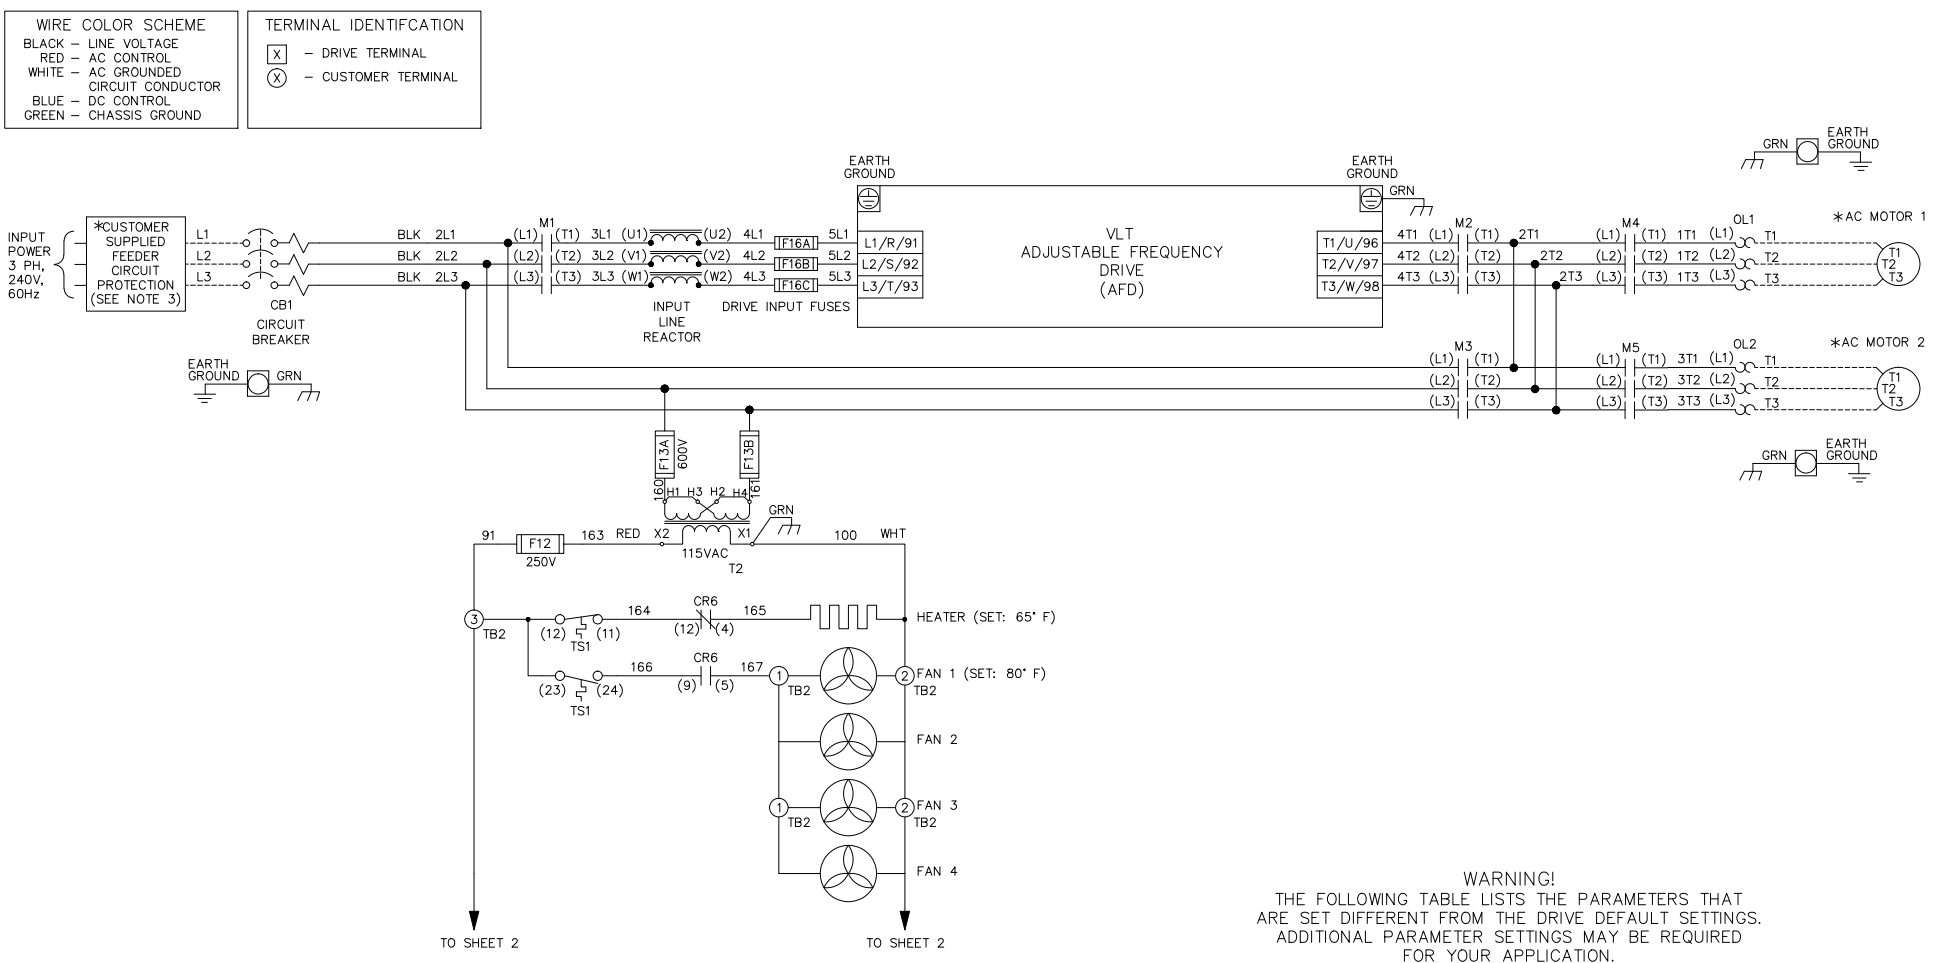 WIRE COLOR SCHEME
BLACK – LINE VOLTAGE
RED – AC CONTROL
WHITE – AC GROUNDED
CIRCUIT CONDUCTOR
BLUE – DC CONTROL
GREEN – CHASSIS GROUND
TERMINAL IDENTIFCATION
X – DRIVE TERMINAL
X – CUSTOMER TERMINAL
INPUT
POWER
3 PH,
240V,
60Hz
*CUSTOMER
SUPPLIED
FEEDER
CIRCUIT
PROTECTION
(SEE NOTE 3)
L1
L2
L3
CB1
CIRCUIT
BREAKER
EARTH
GROUND
GRN
BLK 2L1
BLK 2L2
BLK 2L3
M1
(L1) (T1) 3L1 (U1) (U2) 4L1 F16A 5L1
(L2) (T2) 3L2 (V1) (V2) 4L2 F16B 5L2
(L3) (T3) 3L3 (W1) (W2) 4L3 F16C 5L3
INPUT
LINE
REACTOR
DRIVE INPUT FUSES
EARTH
GROUND
L1/R/91
L2/S/92
L3/T/93
VLT
ADJUSTABLE FREQUENCY
DRIVE
(AFD)
EARTH
GROUND
GRN
T1/U/96
T2/V/97
T3/W/98
M2
4T1 (L1) (T1) 2T1
4T2 (L2) (T2) 2T2
4T3 (L3) (T3) 2T3
M4
(L1) (T1) 1T1 (L1) T1
(L2) (T2) 1T2 (L2) T2
(L3) (T3) 1T3 (L3) T3
OL1
*AC MOTOR 1
T1
T2
T3
GRN
EARTH
GROUND
M3
(L1) (T1)
(L2) (T2)
(L3) (T3)
M5
(L1) (T1) 3T1 (L1) T1
(L2) (T2) 3T2 (L2) T2
(L3) (T3) 3T3 (L3) T3
OL2
*AC MOTOR 2
T1
T2
T3
GRN
EARTH
GROUND
F13A
600V
F13B
160
161
H1 H3 H2 H4
GRN
91 F12 163 RED X2 X1 100 WHT
250V
115VAC
T2
3
TB2
(12) (11)
TS1
164
CR6
(12) (4)
165
HEATER (SET: 65° F)
(23) (24)
TS1
166
CR6
(9) (5)
167
1
TB2
2
TB2
FAN 1 (SET: 80° F)
FAN 2
1
TB2
2
TB2
FAN 3
FAN 4
TO SHEET 2
TO SHEET 2
WARNING!
THE FOLLOWING TABLE LISTS THE PARAMETERS THAT
ARE SET DIFFERENT FROM THE DRIVE DEFAULT SETTINGS.
ADDITIONAL PARAMETER SETTINGS MAY BE REQUIRED
FOR YOUR APPLICATION.